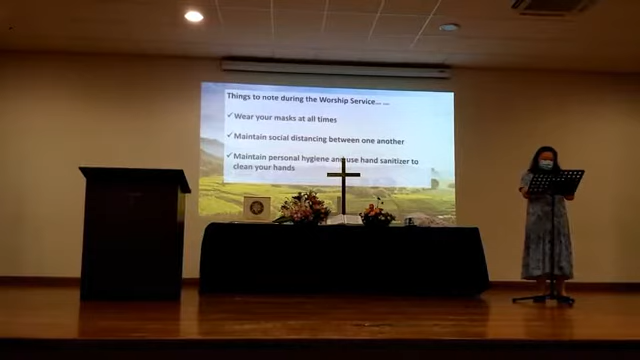 Things to note during the Worship Service... ...
✓Wear your masks at all times
✓Maintain social distancing between one another
✓Maintain personal hygiene and use hand sanitizer to
clean your hands